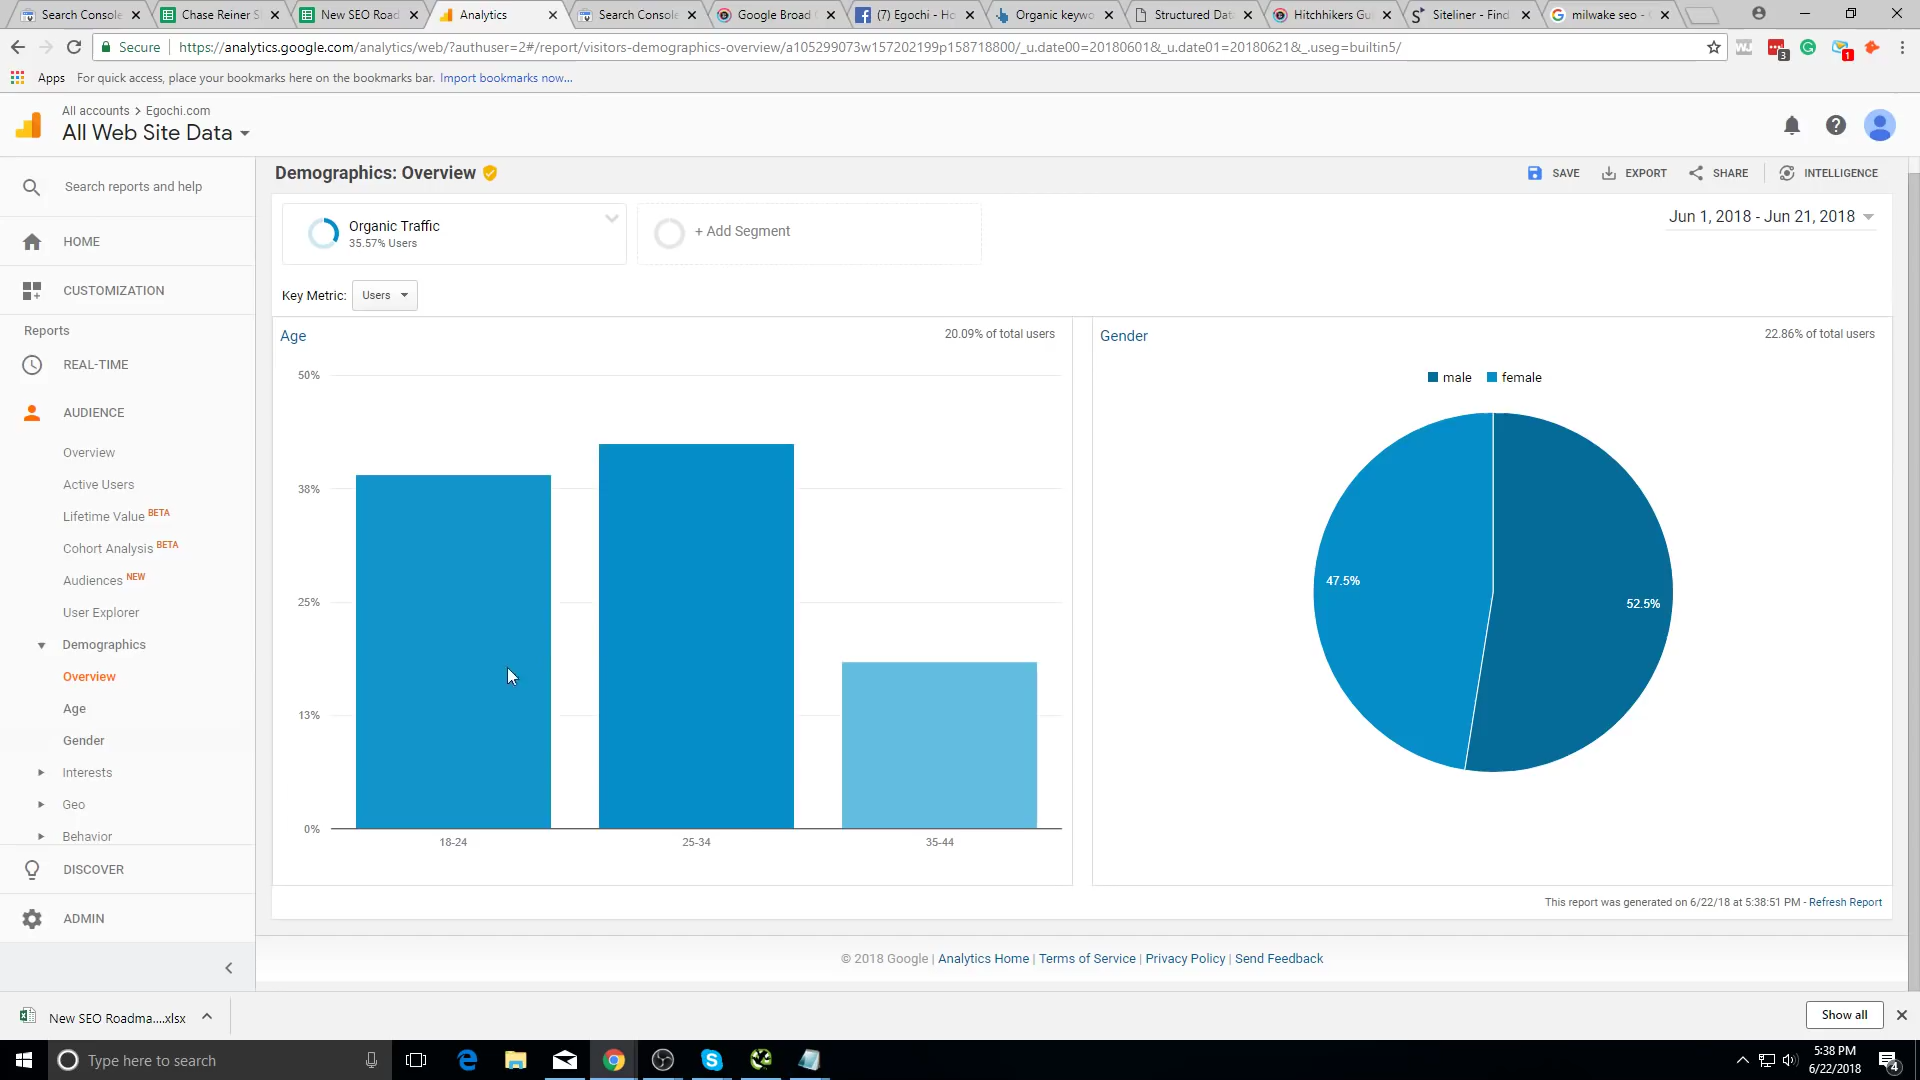 Search Console
Chase Reiner S
New SEO Road
Analytics
Search Console
Google Broad
(7) Egochi - Ho
Organic keywo
Structured Dat
Hitchhikers Gu
Siteliner - Find
milwake seo -
Secure
https://analytics.google.com/analytics/web/?authuser=2#/report/visitors-demographics-overview/a105299073w157202199p158718800/_u.date00=20180601&_u.date01=20180621&_.useg=builtin5/
3
1
Apps
For quick access, place your bookmarks here on the bookmarks bar. Import bookmarks now...
All accounts > Egochi.com
All Web Site Data
Search reports and help
HOME
CUSTOMIZATION
Reports
REAL-TIME
AUDIENCE
Overview
Active Users
Lifetime Value BETA
Cohort Analysis BETA
Audiences NEW
User Explorer
Demographics
Overview
Age
Gender
Interests
Geo
Behavior
DISCOVER
ADMIN
Demographics: Overview
SAVE
EXPORT
SHARE
INTELLIGENCE
Organic Traffic
35.57% Users
+ Add Segment
Jun 1, 2018 - Jun 21, 2018
Key Metric:
Users
Age
20.09% of total users
50%
38%
25%
13%
0%
18-24
25-34
35-44
Gender
22.86% of total users
male
female
47.5%
52.5%
This report was generated on 6/22/18 at 5:38:51 PM - Refresh Report
© 2018 Google | Analytics Home | Terms of Service | Privacy Policy | Send Feedback
New SEO Roadma....xlsx
Show all
Type here to search
5:38 PM
6/22/2018
4